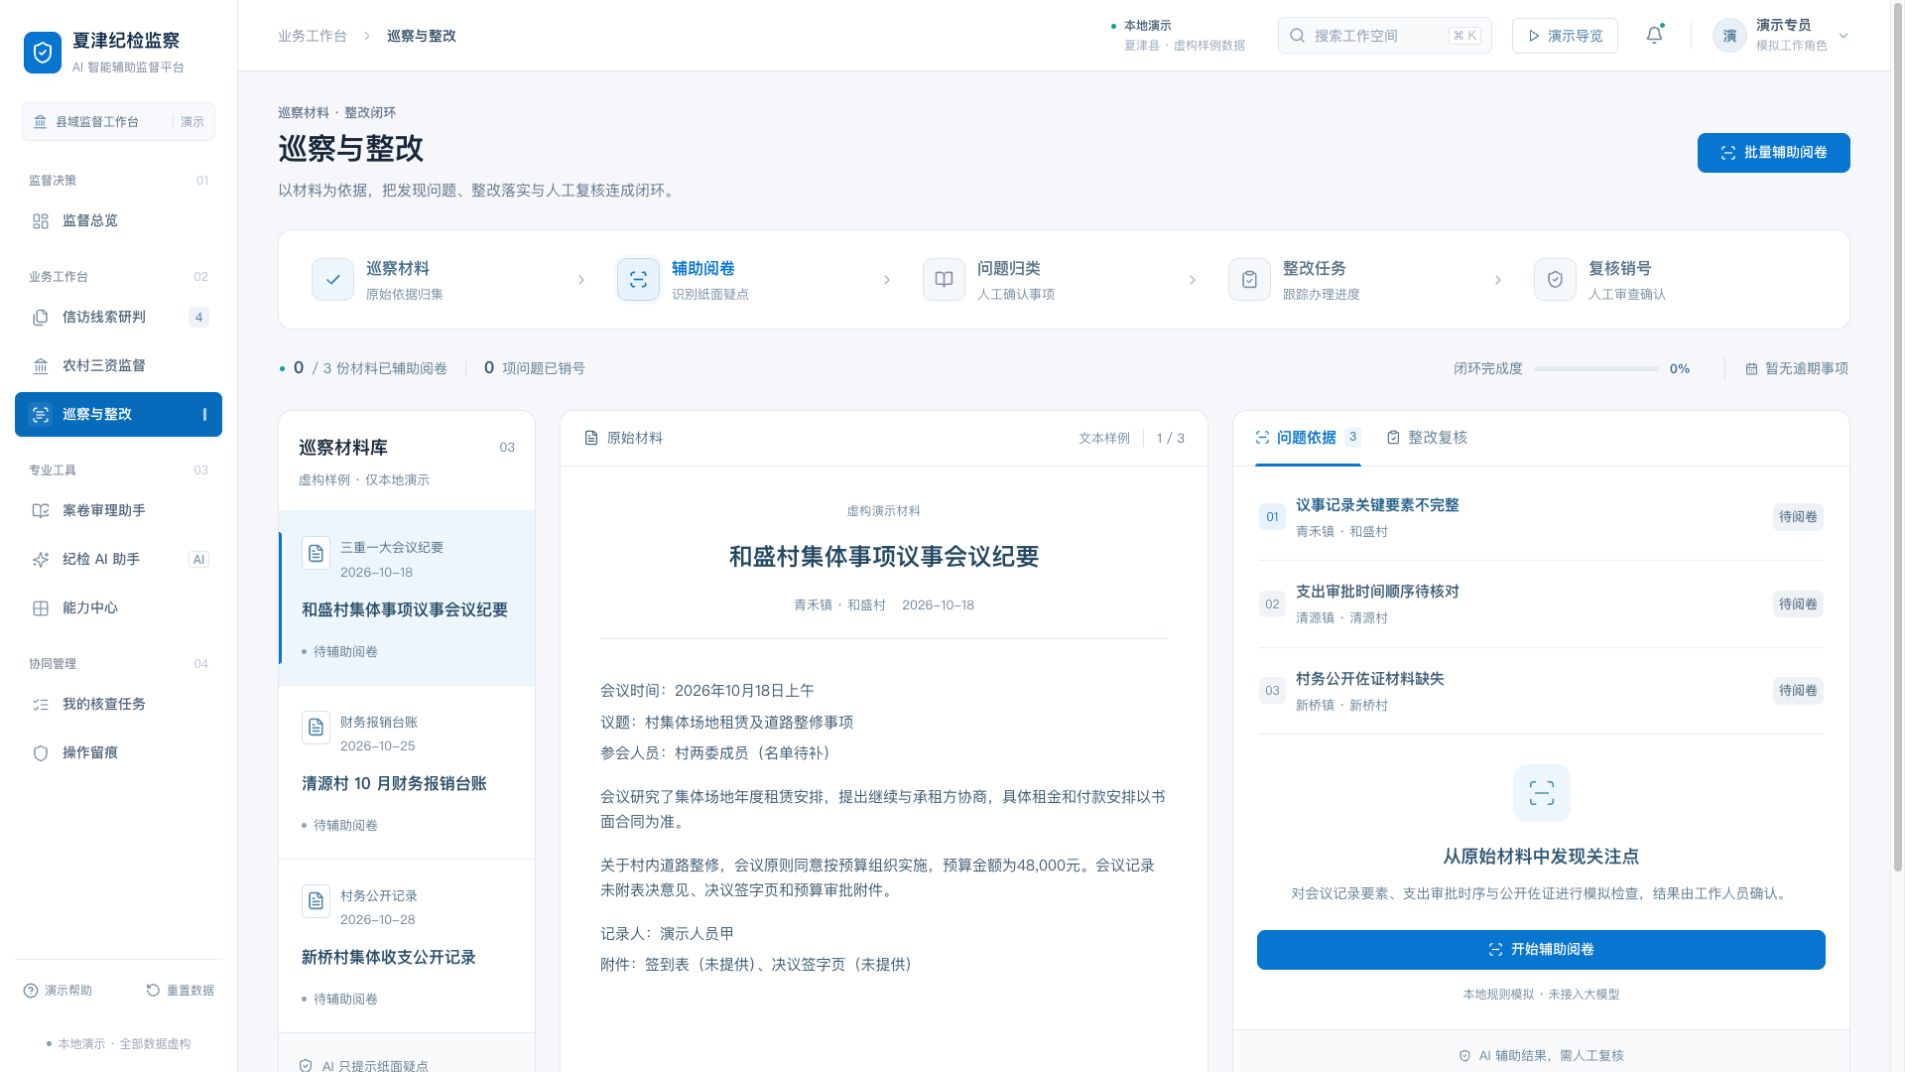 夏津纪检监察
AI 智能辅助监督平台
县域监督工作台 演示
监督决策 01
监督总览
业务工作台 02
信访线索研判 4
农村三资监督
巡察与整改
专业工具 03
案卷审理助手
纪检 AI 助手 AI
能力中心
协同管理 04
我的核查任务
操作留痕
演示帮助 重置数据
本地演示 · 全部数据虚构
业务工作台 > 巡察与整改
本地演示
夏津县 · 虚构样例数据
搜索工作空间 ⌘ K
演示导览
演 演示专员
模拟工作角色
巡察材料 · 整改闭环
巡察与整改
以材料为依据，把发现问题、整改落实与人工复核连成闭环。
批量辅助阅卷
巡察材料
原始依据归集
辅助阅卷
识别纸面疑点
问题归类
人工确认事项
整改任务
跟踪办理进度
复核销号
人工审查确认
0 / 3 份材料已辅助阅卷 0 项问题已销号
闭环完成度 0% 暂无逾期事项
巡察材料库 03
虚构样例 · 仅本地演示
三重一大会议纪要
2026-10-18
和盛村集体事项议事会议纪要
待辅助阅卷
财务报销台账
2026-10-25
清源村 10 月财务报销台账
待辅助阅卷
村务公开记录
2026-10-28
新桥村集体收支公开记录
待辅助阅卷
AI 只提示纸面疑点
原始材料 文本样例 1 / 3
虚构演示材料
和盛村集体事项议事会议纪要
青禾镇 · 和盛村 2026-10-18
会议时间：2026年10月18日上午
议题：村集体场地租赁及道路整修事项
参会人员：村两委成员（名单待补）
会议研究了集体场地年度租赁安排，提出继续与承租方协商，具体租金和付款安排以书
面合同为准。
关于村内道路整修，会议原则同意按预算组织实施，预算金额为48,000元。会议记录
未附表决意见、决议签字页和预算审批附件。
记录人：演示人员甲
附件：签到表（未提供）、决议签字页（未提供）
问题依据 3 整改复核
01 议事记录关键要素不完整
青禾镇 · 和盛村
待阅卷
02 支出审批时间顺序待核对
清源镇 · 清源村
待阅卷
03 村务公开佐证材料缺失
新桥镇 · 新桥村
待阅卷
从原始材料中发现关注点
对会议记录要素、支出审批时序与公开佐证进行模拟检查，结果由工作人员确认。
开始辅助阅卷
本地规则模拟 · 未接入大模型
AI 辅助结果，需人工复核